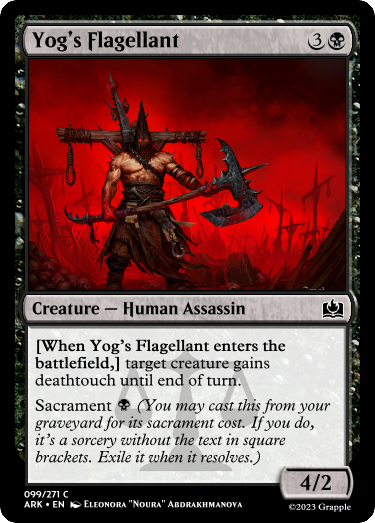 Yog's Flagellant 3
Creature — Human Assassin
[When Yog's Flagellant enters the
battlefield,] target creature gains
deathtouch until end of turn.
Sacrament (You may cast this from your
graveyard for its sacrament cost. If you do,
it's a sorcery without the text in square
brackets. Exile it when it resolves.)
4/2
099/271 C
ARK • EN Eleonora "Noura" Abdrakhmanova
©2023 Grapple